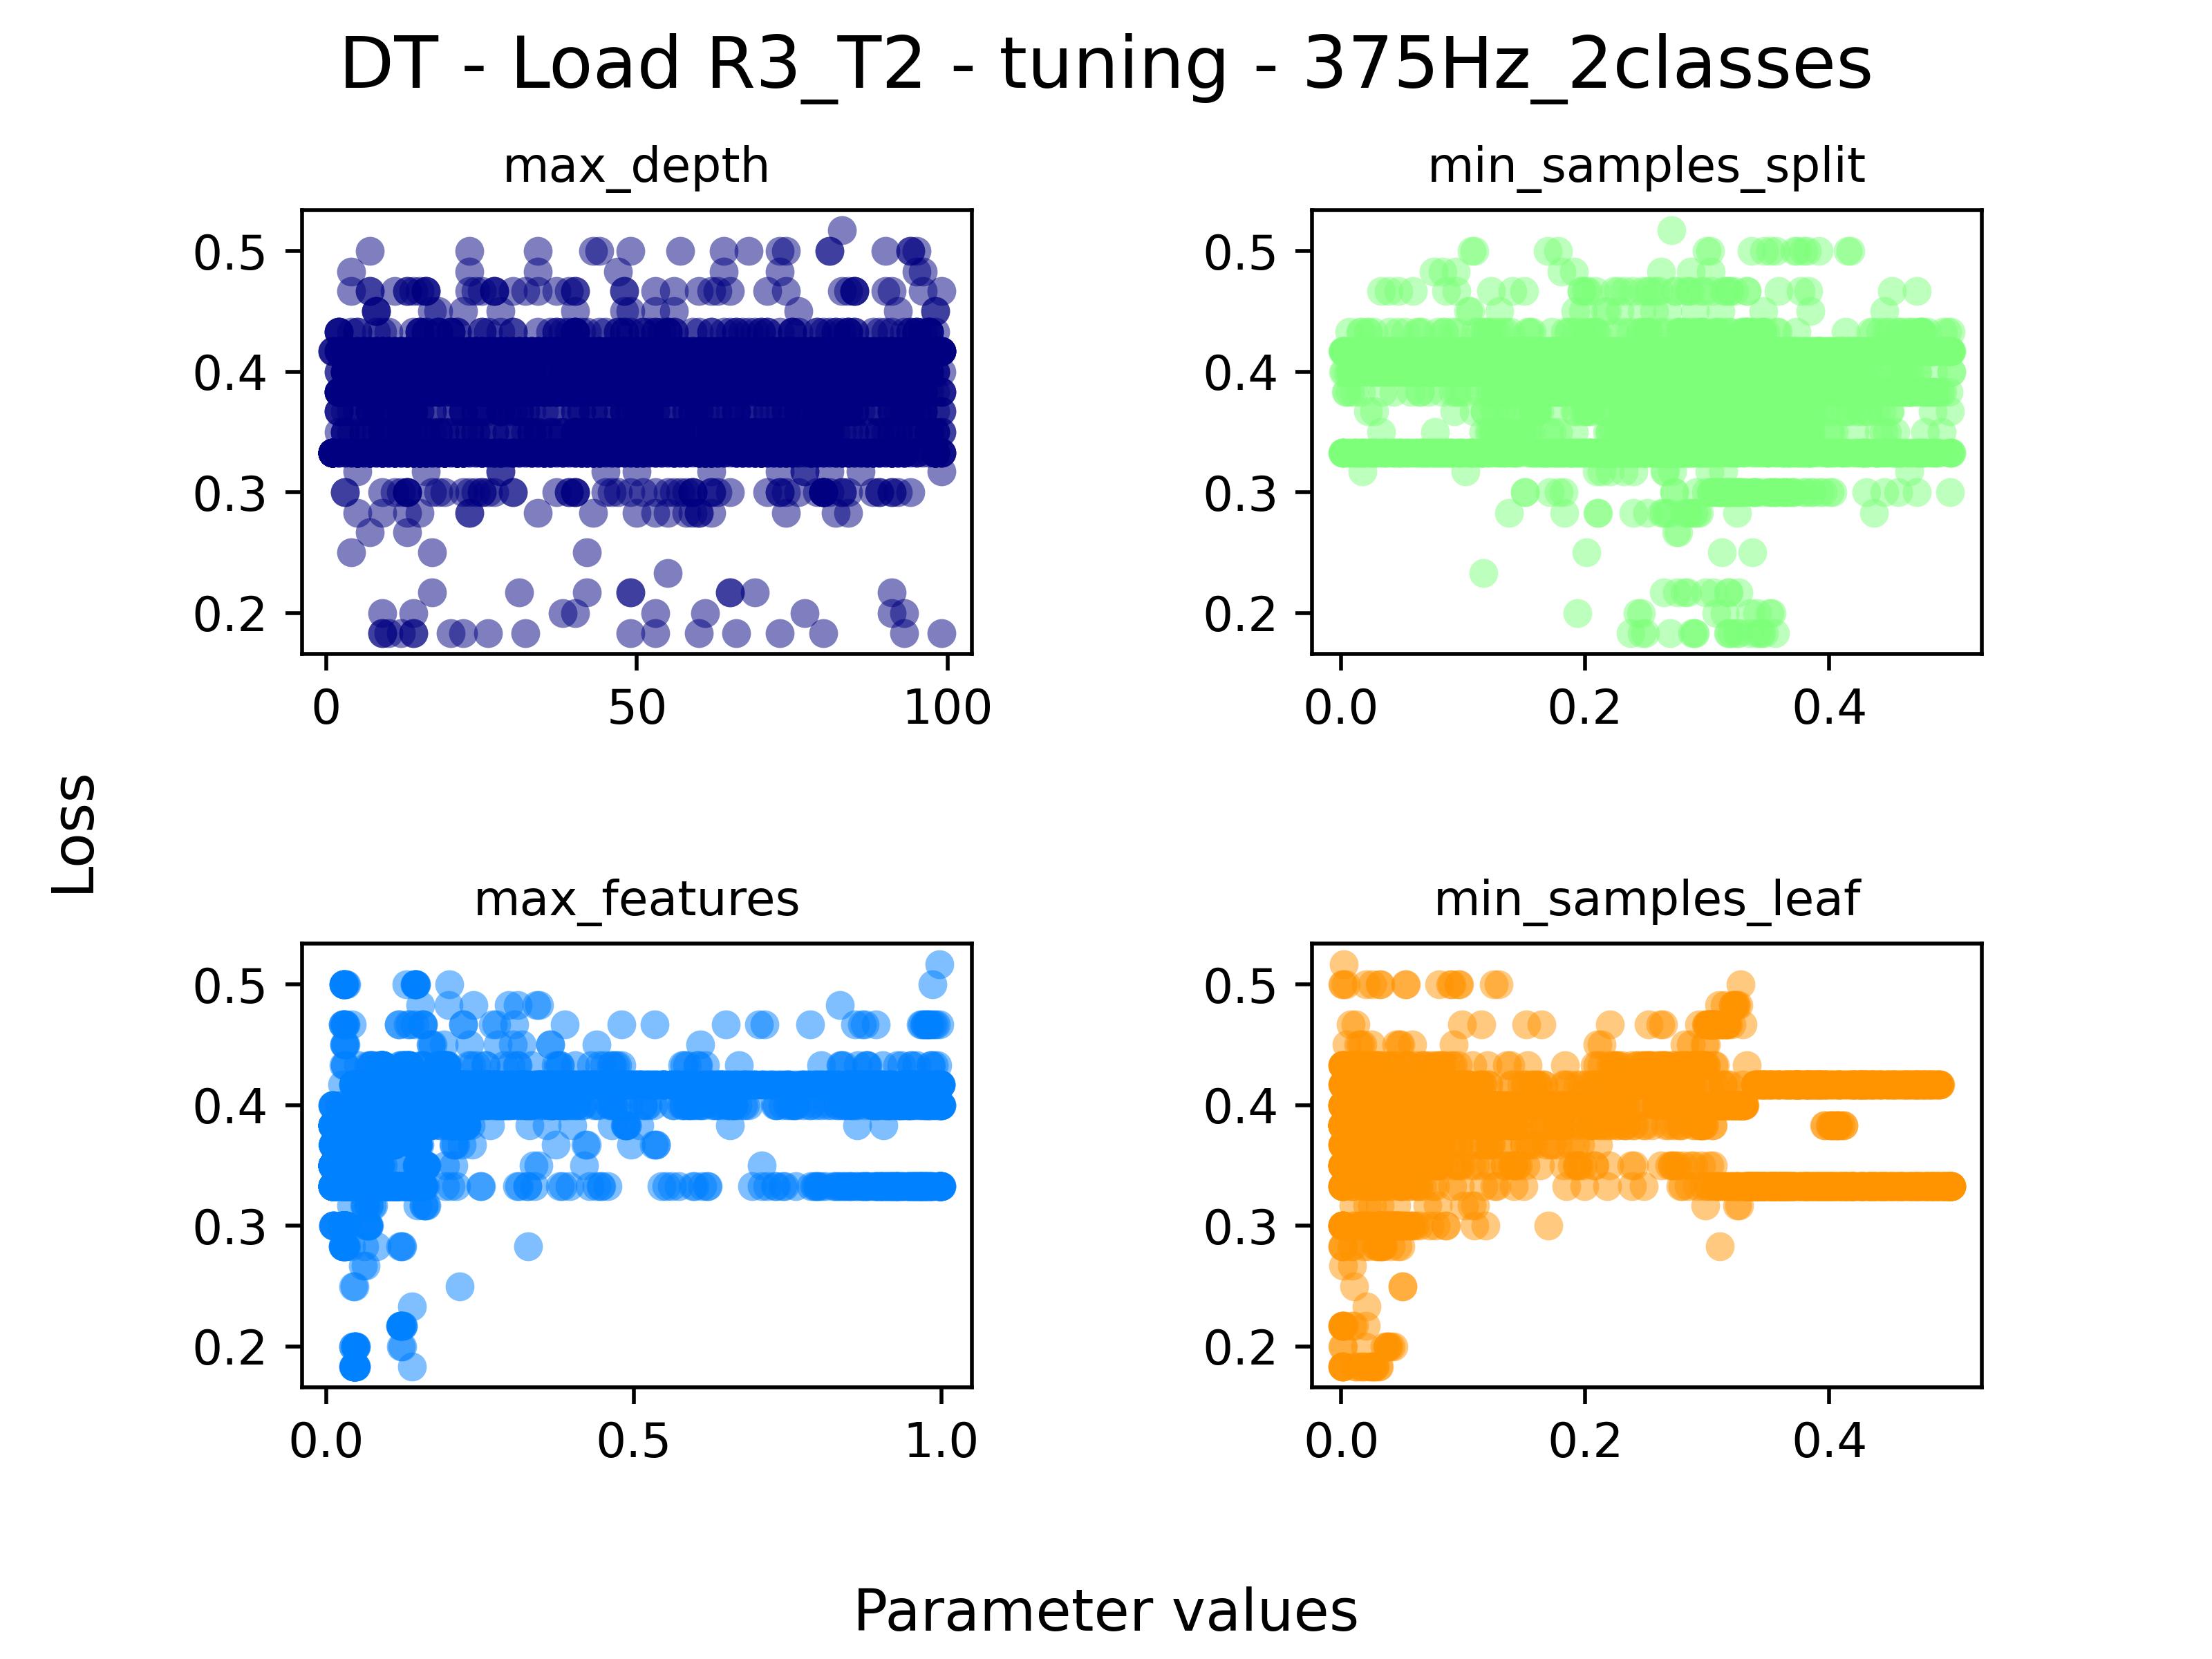 DT - Load R3_T2 - tuning - 375Hz_2classes
max_depth
0.5
0.4
0.3
0.2
0 50 100
min_samples_split
0.5
0.4
0.3
0.2
0.0 0.2 0.4
Loss
max_features
0.5
0.4
0.3
0.2
0.0 0.5 1.0
min_samples_leaf
0.5
0.4
0.3
0.2
0.0 0.2 0.4
Parameter values